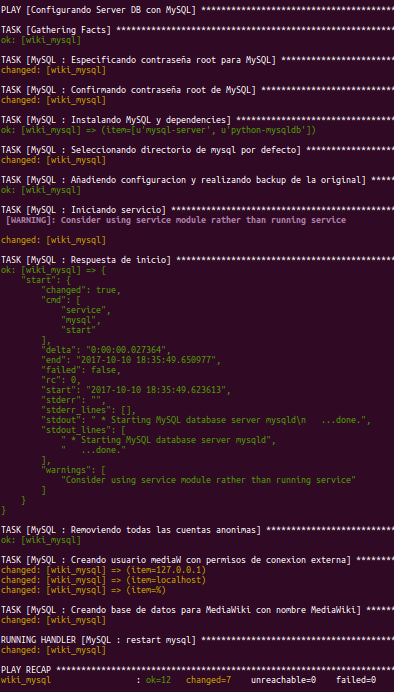 PLAY [Configurando Server DB con MySQL] ****************************************
TASK [Gathering Facts] *********************************************************
ok: [wiki_mysql]
TASK [MySQL : Especificando contraseña root para MySQL] ***********************
changed: [wiki_mysql]
TASK [MySQL : Confirmando contraseña root de MySQL] ****************************
changed: [wiki_mysql]
TASK [MySQL : Instalando MySQL y dependencies] *********************************
ok: [wiki_mysql] => (item=[u'mysql-server', u'python-mysqldb'])
TASK [MySQL : Seleccionando directorio de mysql por defecto] *******************
changed: [wiki_mysql]
TASK [MySQL : Añadiendo configuracion y realizando backup de la original] *****
ok: [wiki_mysql]
TASK [MySQL : Iniciando servicio] **********************************************
[WARNING]: Consider using service module rather than running service
changed: [wiki_mysql]
TASK [MySQL : Respuesta de inicio] *********************************************
ok: [wiki_mysql] => {
"start": {
"changed": true,
"cmd": [
"service",
"mysql",
"start"
],
"delta": "0:00:00.027364",
"end": "2017-10-10 18:35:49.650977",
"failed": false,
"rc": 0,
"start": "2017-10-10 18:35:49.623613",
"stderr": "",
"stderr_lines": [],
"stdout": " * Starting MySQL database server mysqld\n   ...done.",
"stdout_lines": [
" * Starting MySQL database server mysqld",
"   ...done."
],
"warnings": [
"Consider using service module rather than running service"
]
}
}
TASK [MySQL : Removiendo todas las cuentas anonimas] ***************************
ok: [wiki_mysql]
TASK [MySQL : Creando usuario mediaW con permisos de conexion externa] *********
changed: [wiki_mysql] => (item=127.0.0.1)
changed: [wiki_mysql] => (item=localhost)
changed: [wiki_mysql] => (item=%)
TASK [MySQL : Creando base de datos para MediaWiki con nombre MediaWiki] ******
changed: [wiki_mysql]
RUNNING HANDLER [MySQL : restart mysql] ****************************************
changed: [wiki_mysql]
PLAY RECAP *********************************************************************
wiki_mysql : ok=12 changed=7 unreachable=0 failed=0